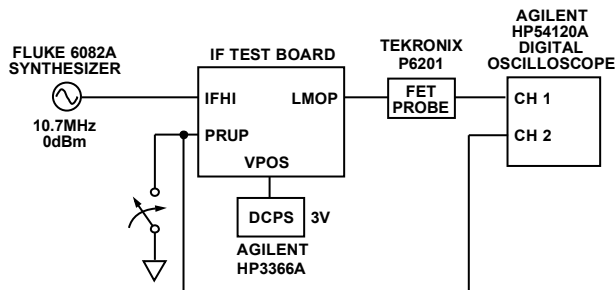 FLUKE 6082A
SYNTHESIZER
10.7MHz
0dBm
IF TEST BOARD
IFHI
LMOP
PRUP
VPOS
DCPS
3V
AGILENT
HP3366A
TEKRONIX
P6201
FET
PROBE
AGILENT
HP54120A
DIGITAL
OSCILLOSCOPE
CH 1
CH 2